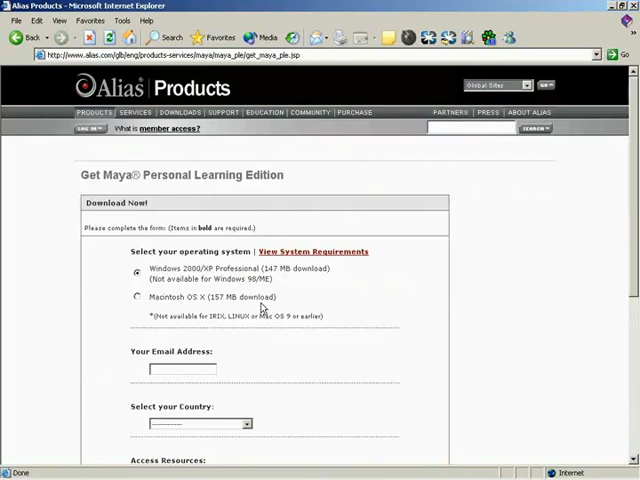 Alias Products - Microsoft Internet Explorer
File Edit View Favorites Tools Help
Back Search Favorites Media
Address http://www.alias.com/glb/eng/products-services/maya/maya_ple/get_maya_ple.jsp Go Links
Alias Products
Global Sites GO
PRODUCTS SERVICES DOWNLOADS SUPPORT EDUCATION COMMUNITY PURCHASE PARTNERS PRESS ABOUT ALIAS
LOG IN What is member access? SEARCH
Get Maya® Personal Learning Edition
Download Now!
Please complete the form: (Items in bold are required.)
Select your operating system | View System Requirements
Windows 2000/XP Professional (147 MB download)
(Not available for Windows 98/ME)
Macintosh OS X (157 MB download)
*(Not available for IRIX, LINUX or Mac OS 9 or earlier)
Your Email Address:
Select your Country:
-------------
Access Resources:
Done Internet